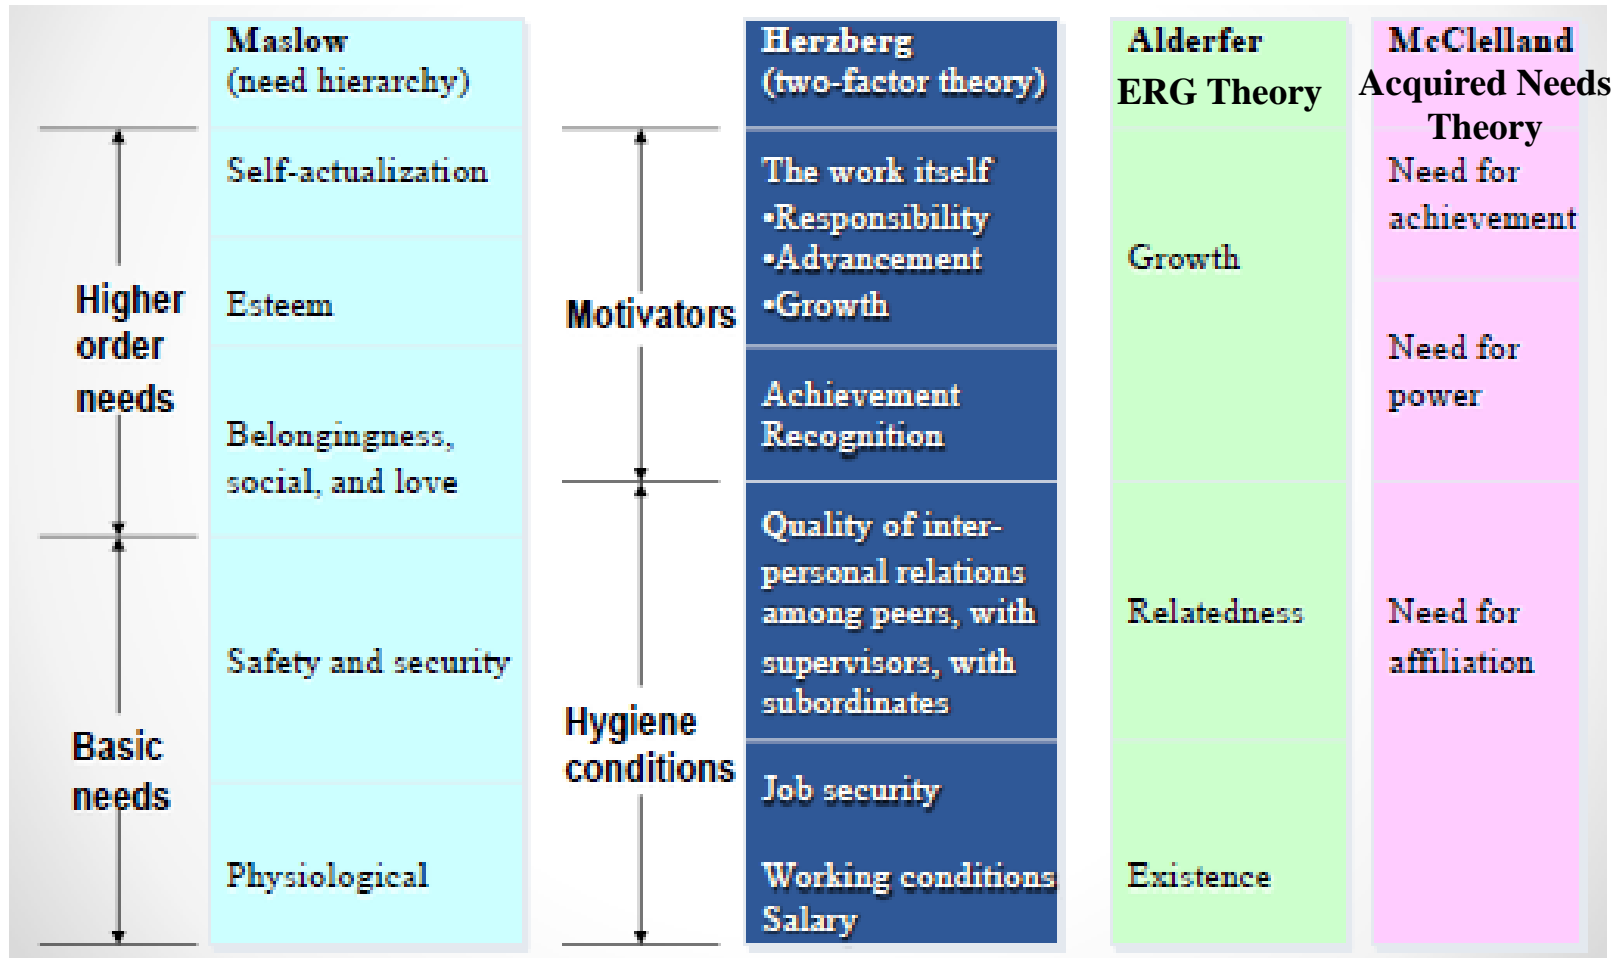 Maslow
(need hierarchy)
Self-actualization
Esteem
Belongingness,
social, and love
Safety and security
Physiological
Higher
order
needs
Basic
needs
Herzberg
(two-factor theory)
The work itself
•Responsibility
•Advancement
•Growth
Achievement
Recognition
Quality of inter-
personal relations
among peers, with
supervisors, with
subordinates
Job security
Working conditions
Salary
Motivators
Hygiene
conditions
Alderfer
ERG Theory
Growth
Relatedness
Existence
McClelland
Acquired Needs
Theory
Need for
achievement
Need for
power
Need for
affiliation